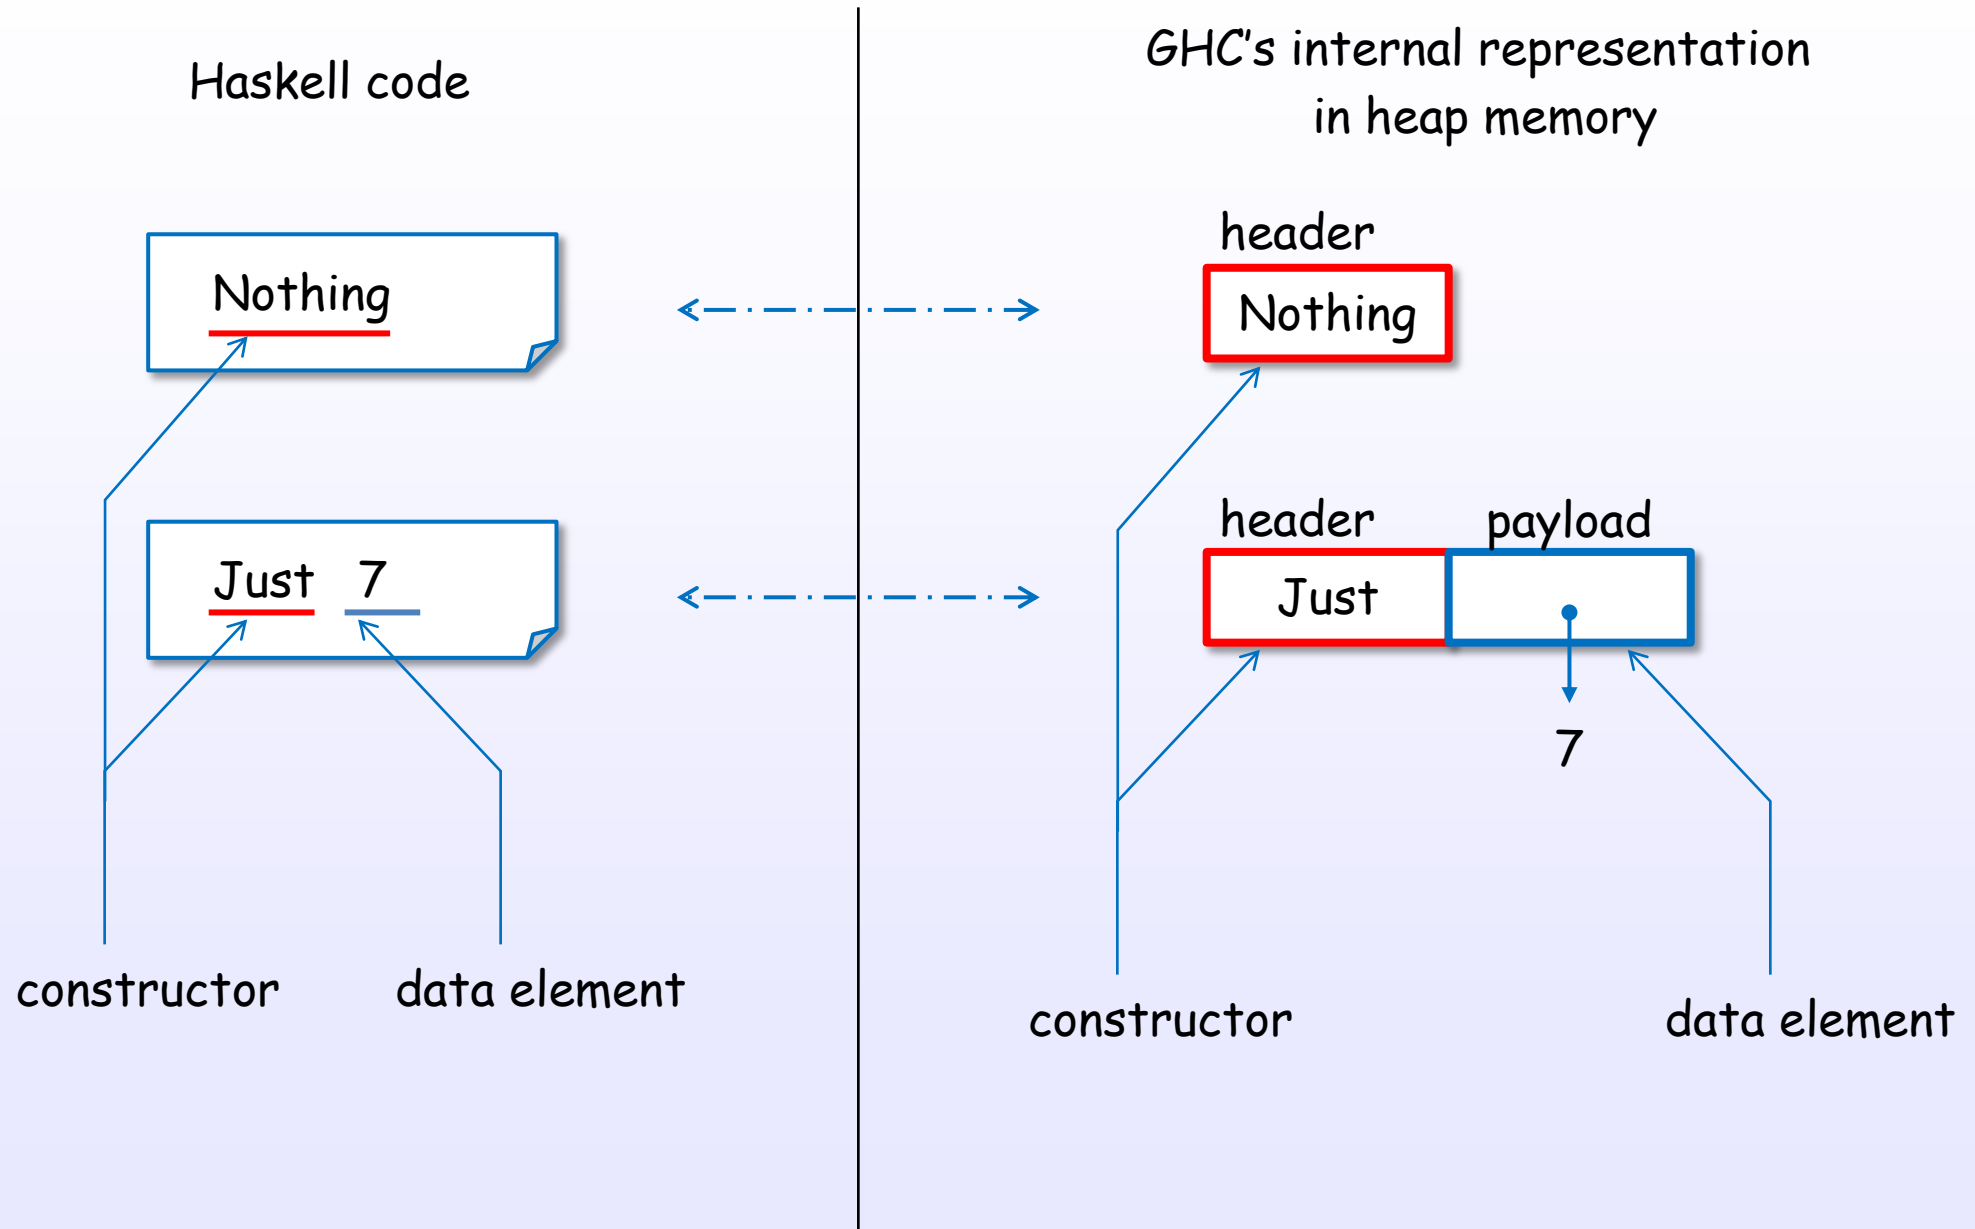 Haskell code
Nothing
Just 7
constructor
data element
GHC's internal representation
in heap memory
header
Nothing
header payload
Just
7
constructor
data element